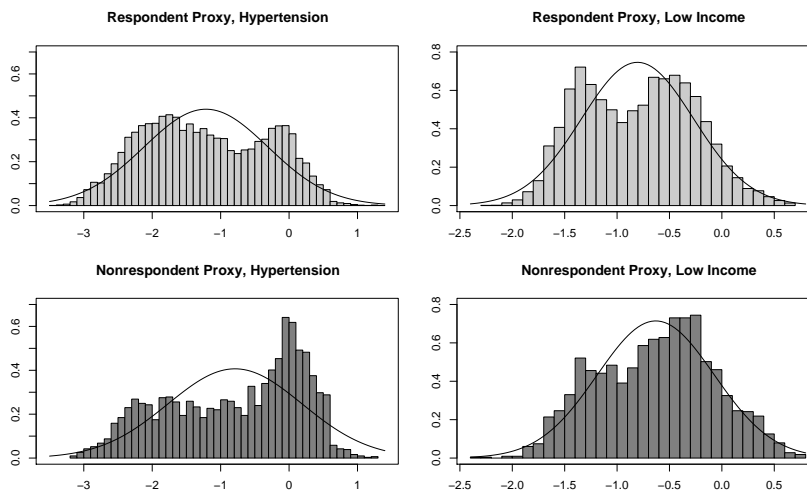 Respondent Proxy, Hypertension
0.0 0.2 0.4 0.6
−3 −2 −1 0 1
Respondent Proxy, Low Income
0.0 0.2 0.4 0.6 0.8
−2.5 −2.0 −1.5 −1.0 −0.5 0.0 0.5
Nonrespondent Proxy, Hypertension
0.0 0.2 0.4 0.6
−3 −2 −1 0 1
Nonrespondent Proxy, Low Income
0.0 0.2 0.4 0.6 0.8
−2.5 −2.0 −1.5 −1.0 −0.5 0.0 0.5